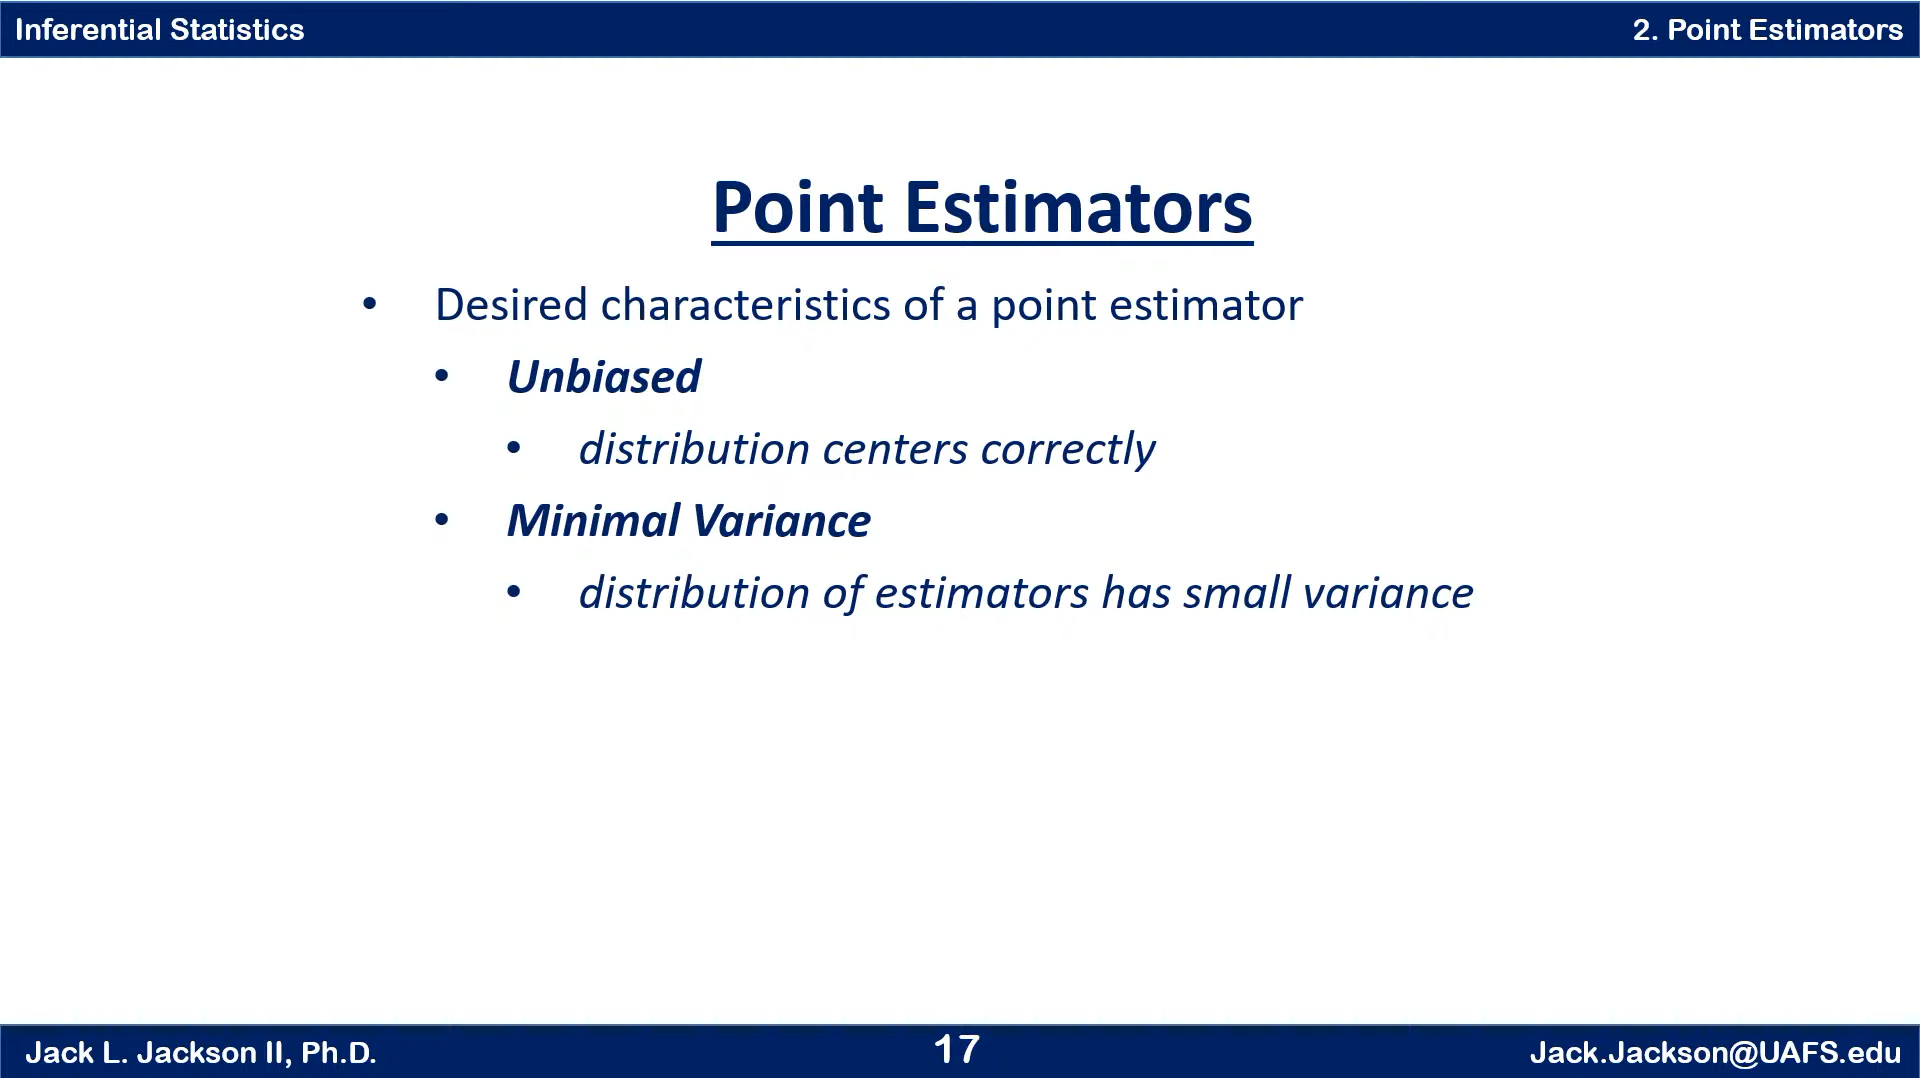 Inferential Statistics
2. Point Estimators
Point Estimators
• Desired characteristics of a point estimator
• Unbiased
• distribution centers correctly
• Minimal Variance
• distribution of estimators has small variance
Jack L. Jackson II, Ph.D.
17
Jack.Jackson@UAFS.edu